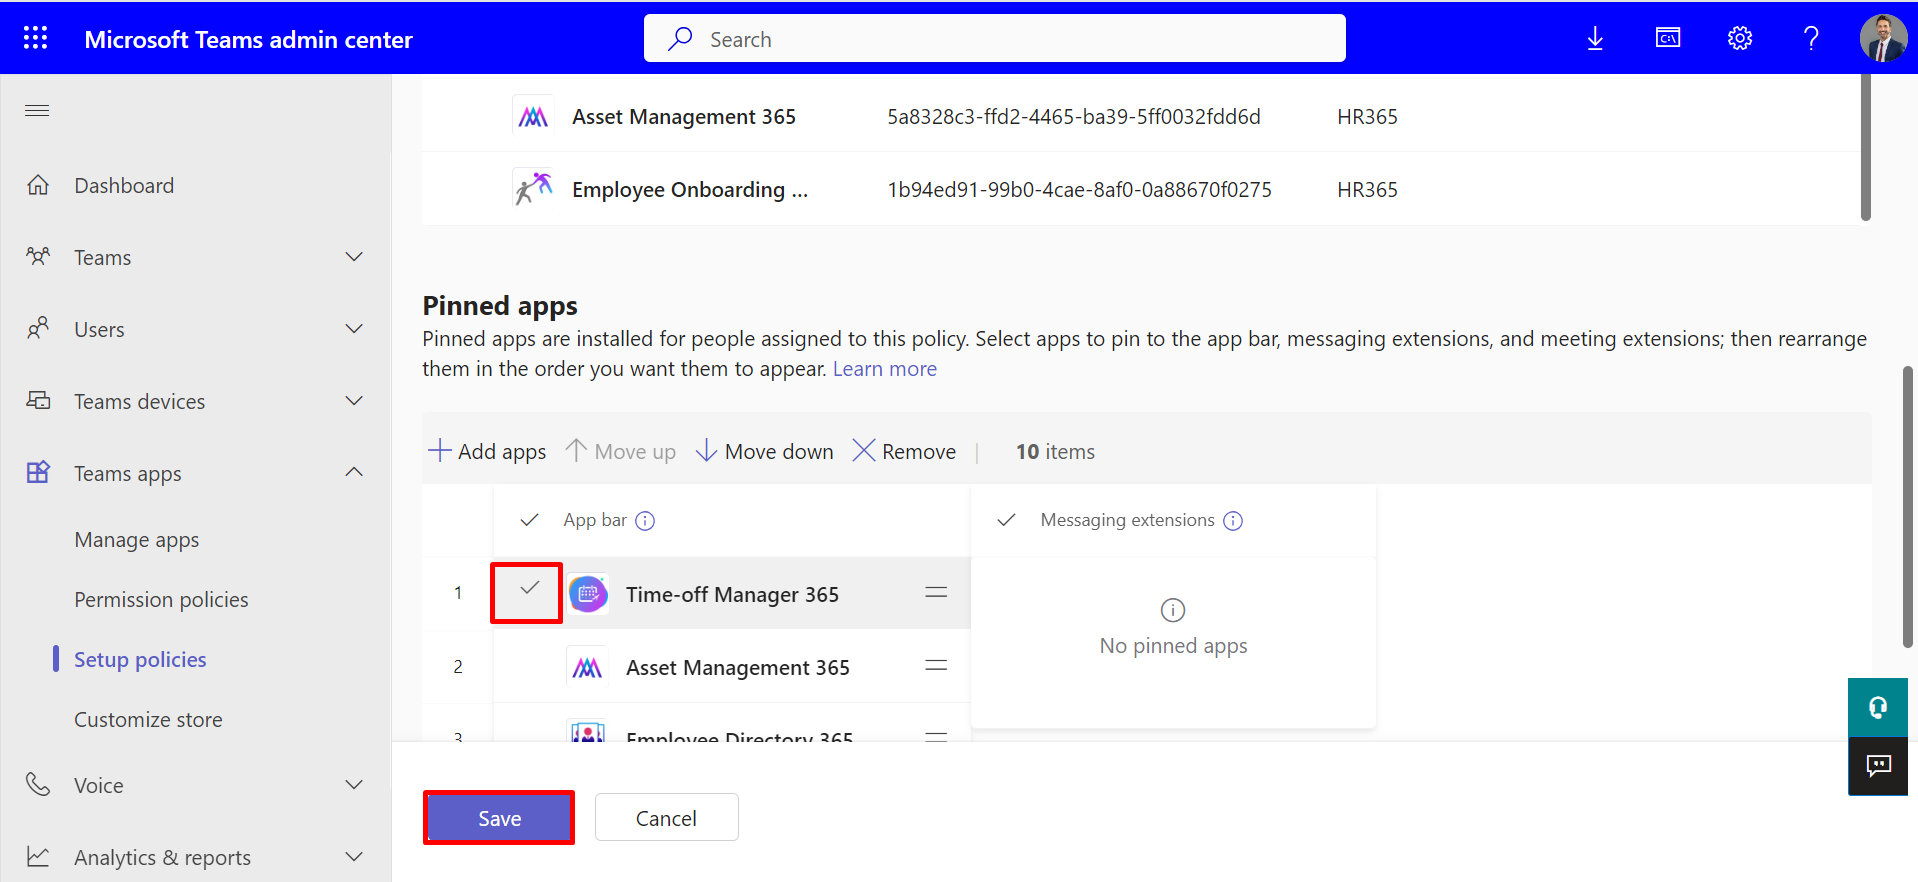 Microsoft Teams admin center
Search
C:\
Asset Management 365 5a8328c3-ffd2-4465-ba39-5ff0032fdd6d HR365
Employee Onboarding ... 1b94ed91-99b0-4cae-8af0-0a88670f0275 HR365
Dashboard
Teams
Users
Teams devices
Teams apps
Manage apps
Permission policies
Setup policies
Customize store
Voice
Analytics & reports
Pinned apps
Pinned apps are installed for people assigned to this policy. Select apps to pin to the app bar, messaging extensions, and meeting extensions; then rearrange
them in the order you want them to appear. Learn more
Add apps Move up Move down Remove | 10 items
App bar Messaging extensions
1 Time-off Manager 365
No pinned apps
2 Asset Management 365
3 Employee Directory 365
Save Cancel